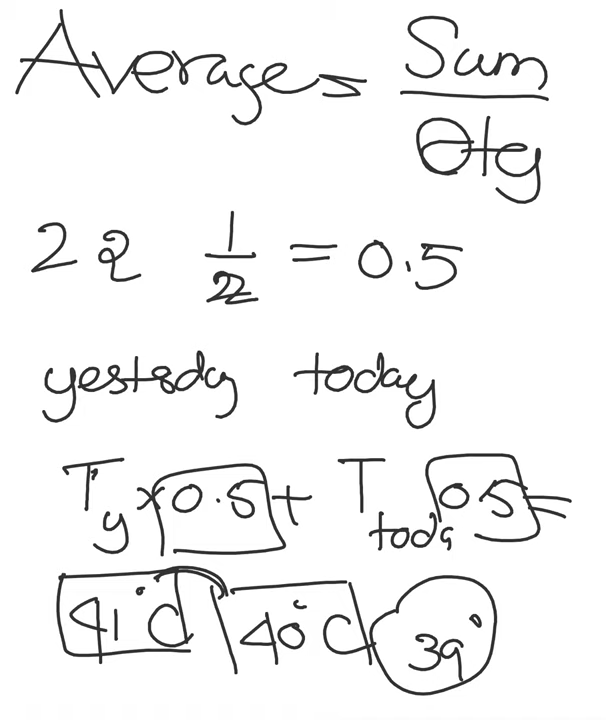 Average = Sum / Qty
2 2 1/2 = 0.5
yesterday today
Ty × 0.5 + Ttoda 0.5 =
41°C 40°C 39°